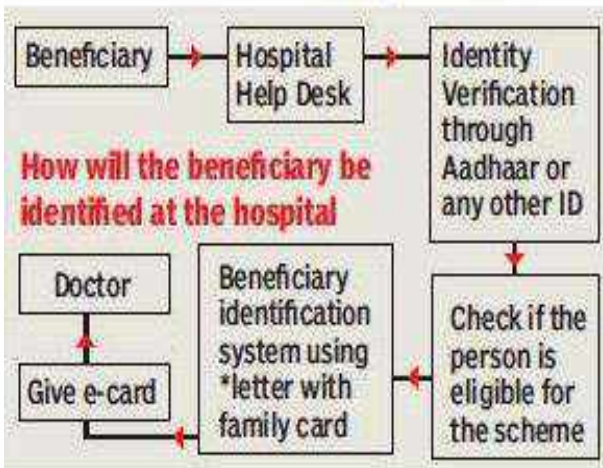 Beneficiary
Hospital
Help Desk
Identity
Verification
through
Aadhaar or
any other ID
How will the beneficiary be
identified at the hospital
Check if the
person is
eligible for
the scheme
Beneficiary
identification
system using
*letter with
family card
Give e-card
Doctor